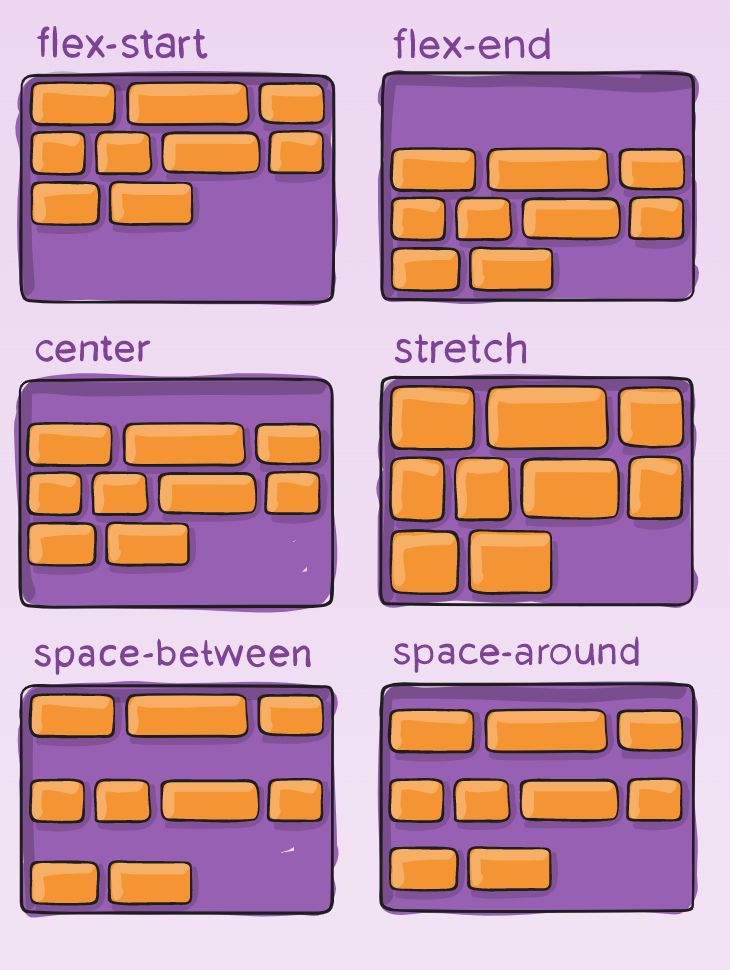 flex-start
flex-end
center
stretch
space-between
space-around